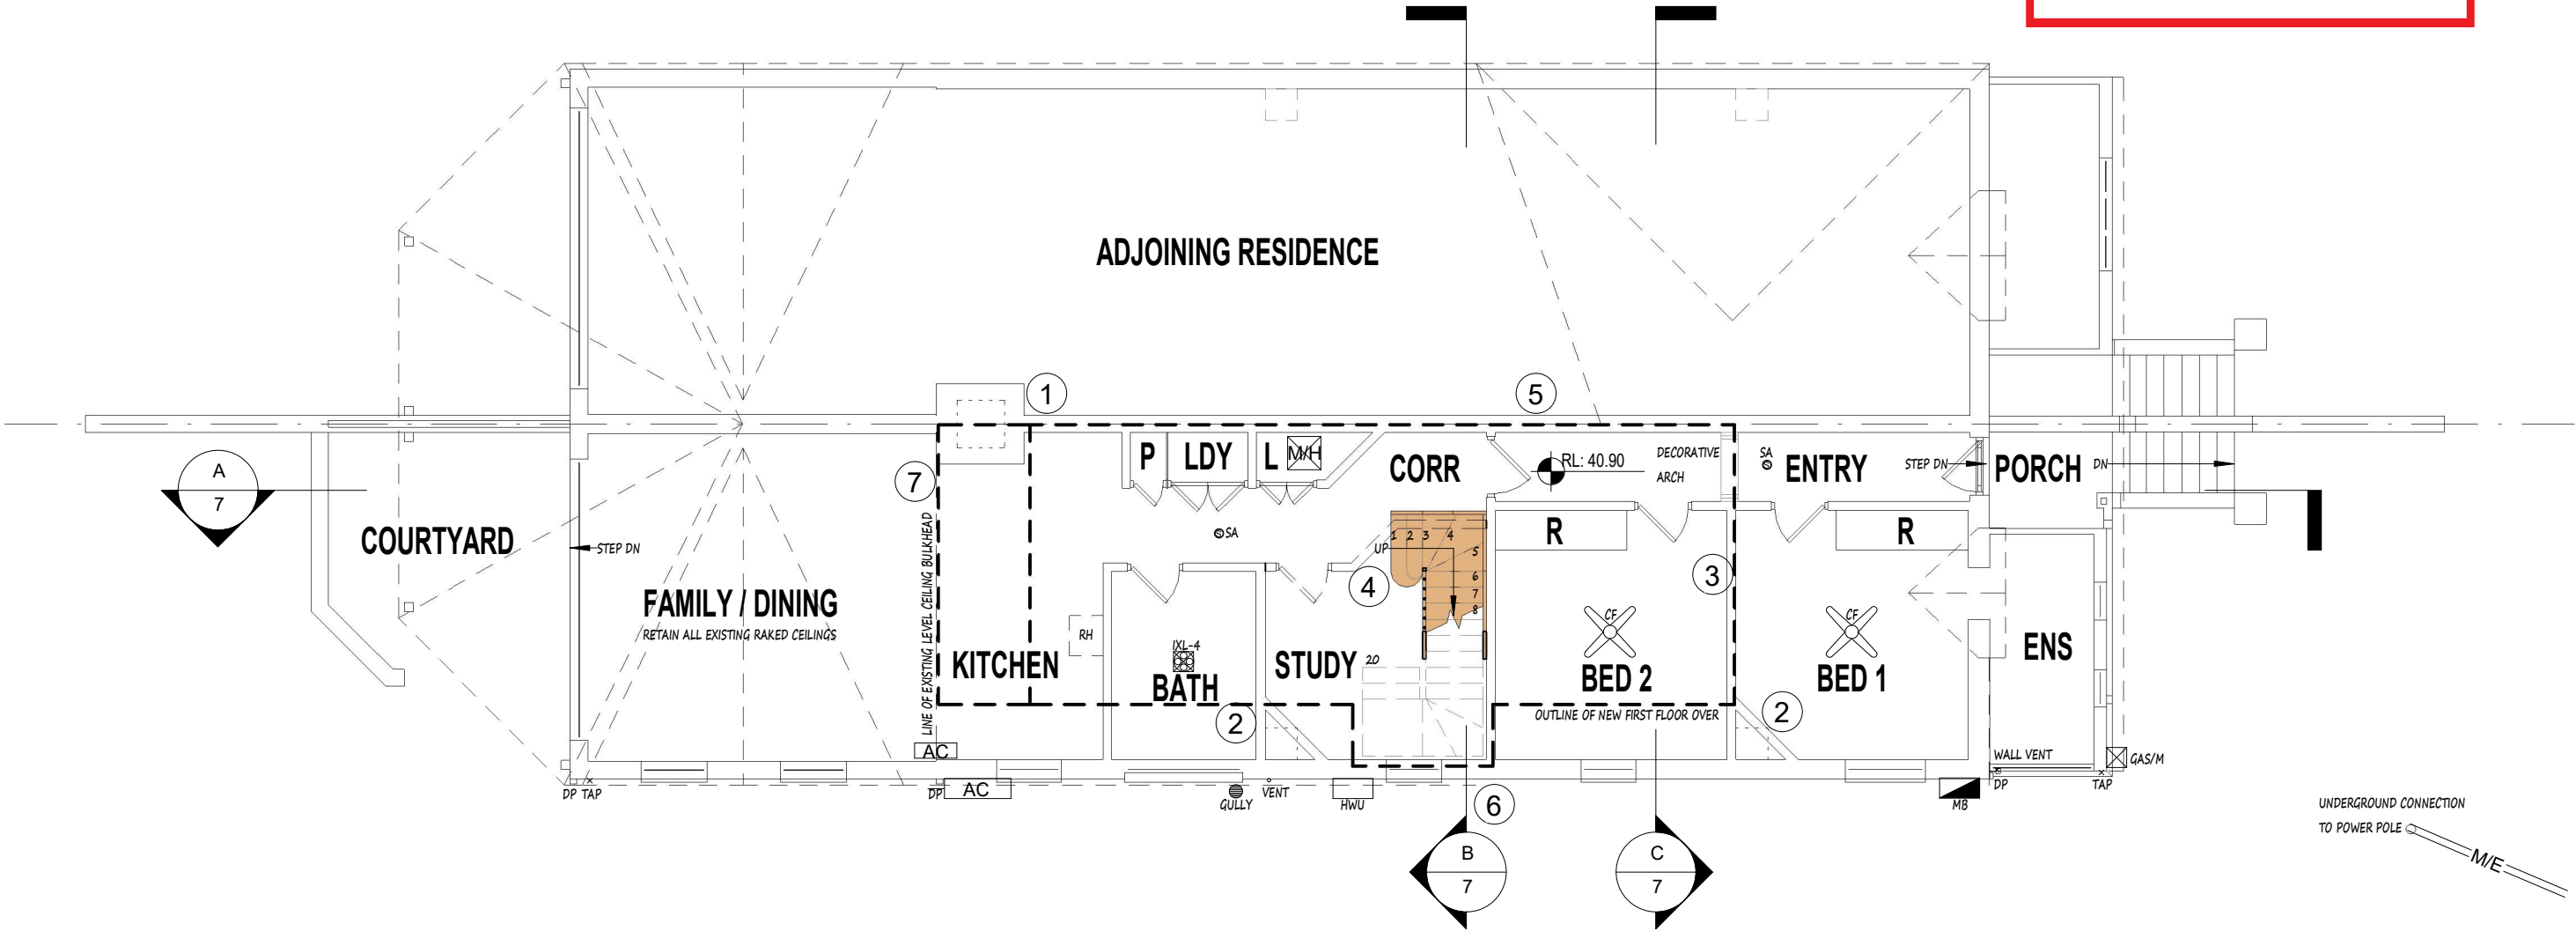 ADJOINING RESIDENCE
1
5
A
7
7
P
LDY
L
M/H
CORR
RL: 40.90
DECORATIVE
ARCH
SA
ENTRY
STEP DN
PORCH
DN
COURTYARD
STEP DN
SA
UP
1
2
3
4
5
6
7
8
R
R
LINE OF EXISTING LEVEL CEILING BULKHEAD
4
3
FAMILY / DINING
RETAIN ALL EXISTING RAKED CEILINGS
CF
CF
RH
IXL-4
KITCHEN
BATH
STUDY
20
BED 2
BED 1
ENS
2
OUTLINE OF NEW FIRST FLOOR OVER
2
AC
WALL VENT
GAS/M
DP
TAP
DP
AC
GULLY
VENT
HWU
6
MB
DP
TAP
UNDERGROUND CONNECTION
TO POWER POLE
M/E
B
7
C
7